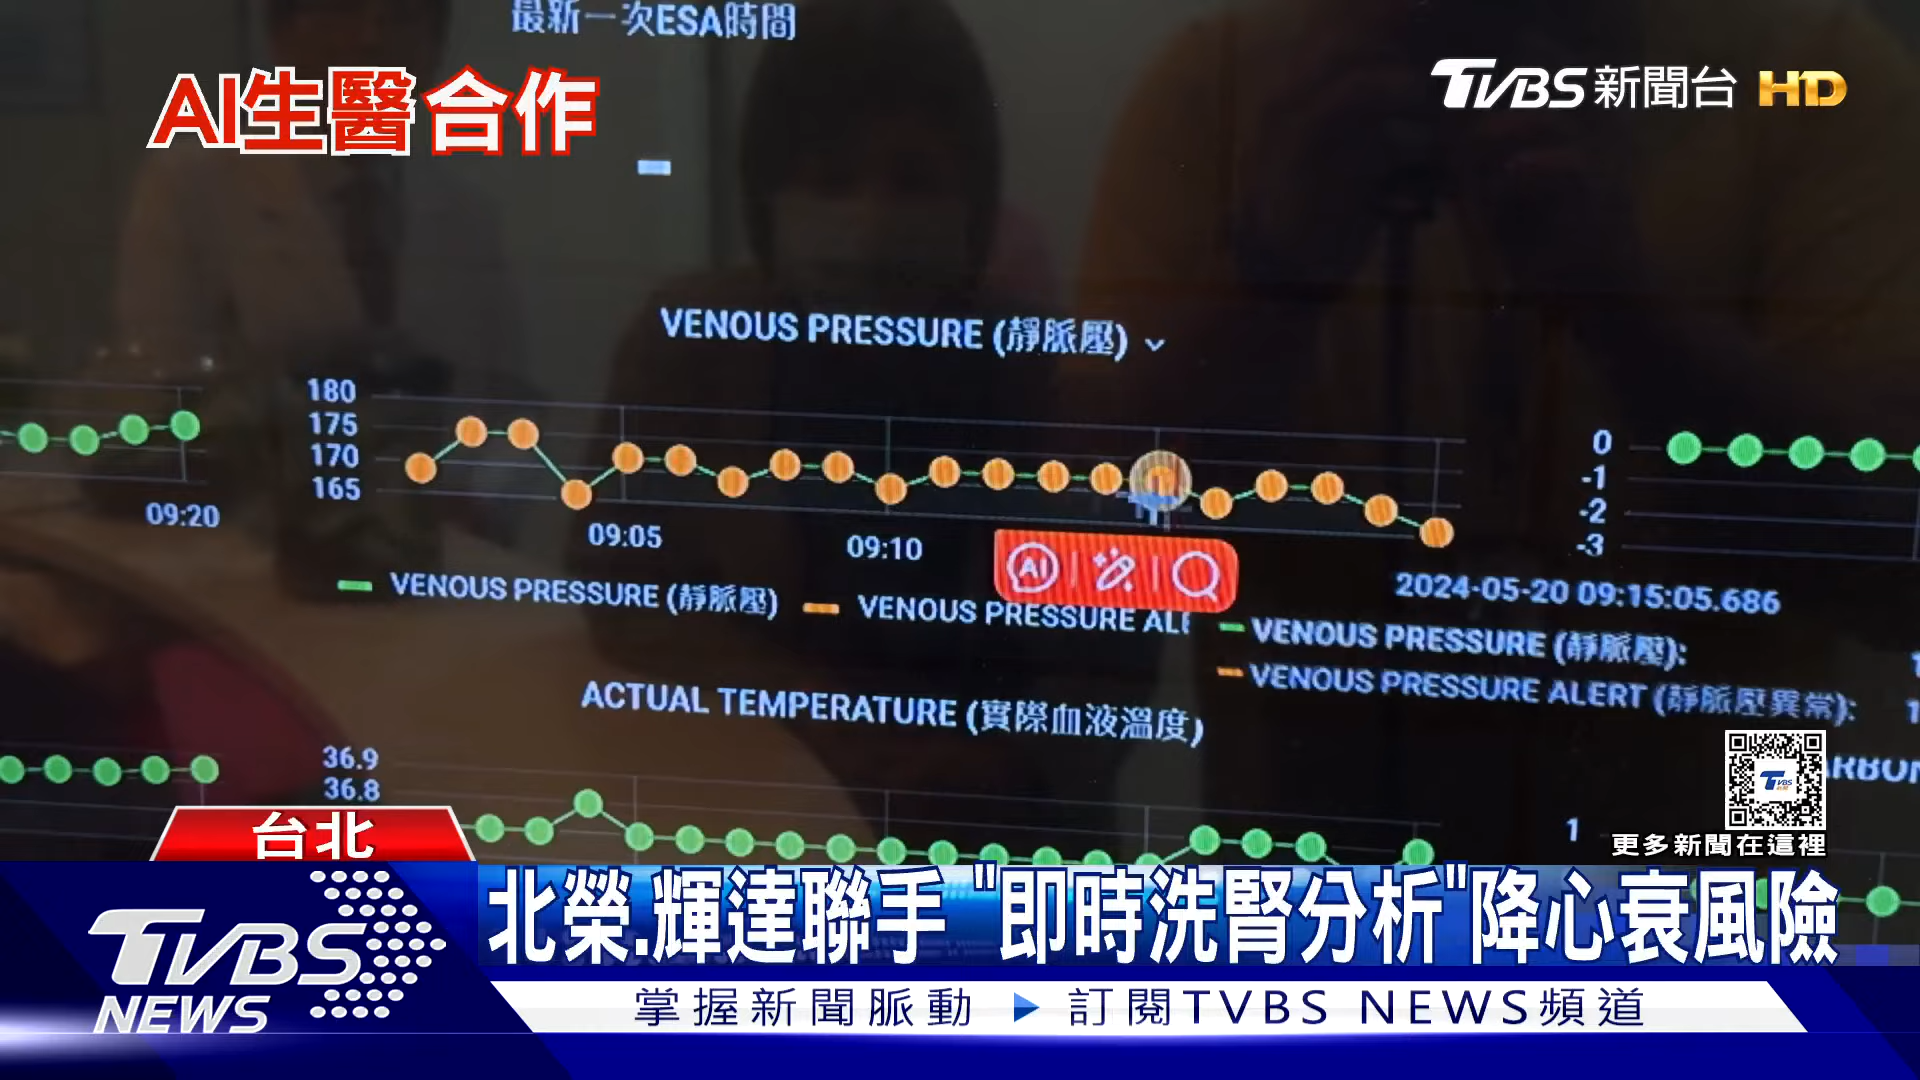 最新一次ESA時間
AI生醫合作
TVBS新聞台 HD
VENOUS PRESSURE (靜脈壓)
180
175
170
165
09:20
09:05
09:10
0
-1
-2
-3
AI
2024-05-20 09:15:05.686
VENOUS PRESSURE (靜脈壓)
VENOUS PRESSURE
VENOUS PRESSURE (靜脈壓):
VENOUS PRESSURE ALERT (靜脈壓異常):
ACTUAL TEMPERATURE (實際血液溫度)
36.9
36.8
1
TVBS
更多新聞在這裡
台北
北榮.輝達聯手 "即時洗腎分析"降心衰風險
TVBS
NEWS
掌握新聞脈動 ▶ 訂閱TVBS NEWS頻道